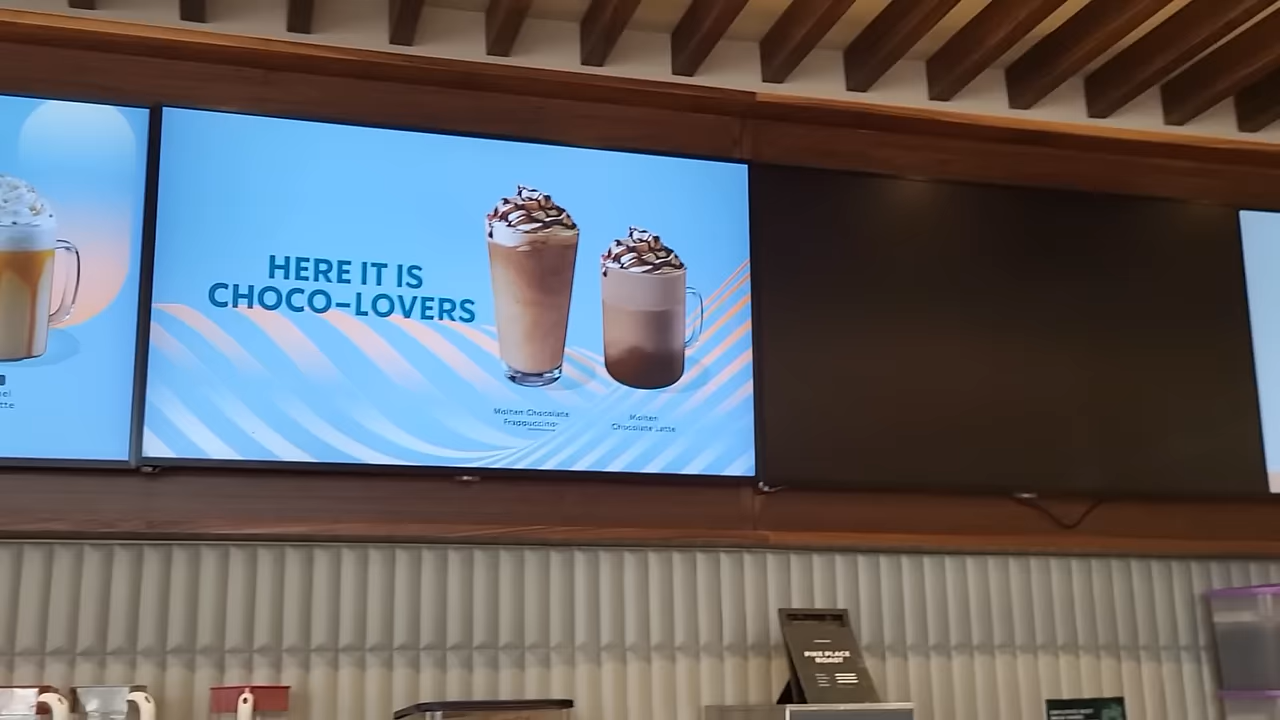 HERE IT IS
CHOCO-LOVERS
Molten Chocolate
Frappuccino
Molten
Chocolate Latte
PIKE PLACE
ROAST